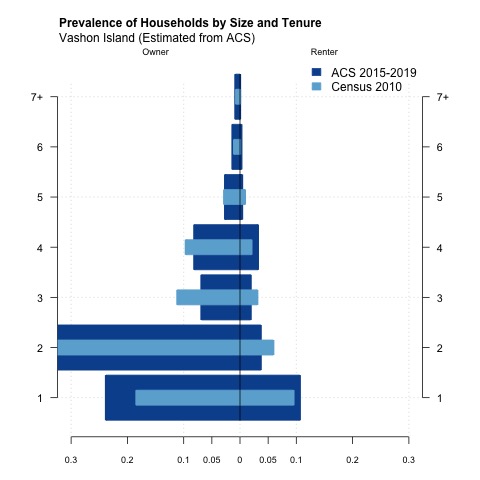 Prevalence of Households by Size and Tenure
Vashon Island (Estimated from ACS)
Owner Renter
ACS 2015-2019
Census 2010
7+ 7+
6 6
5 5
4 4
3 3
2 2
1 1
0.3 0.2 0.1 0.05 0 0.05 0.1 0.2 0.3